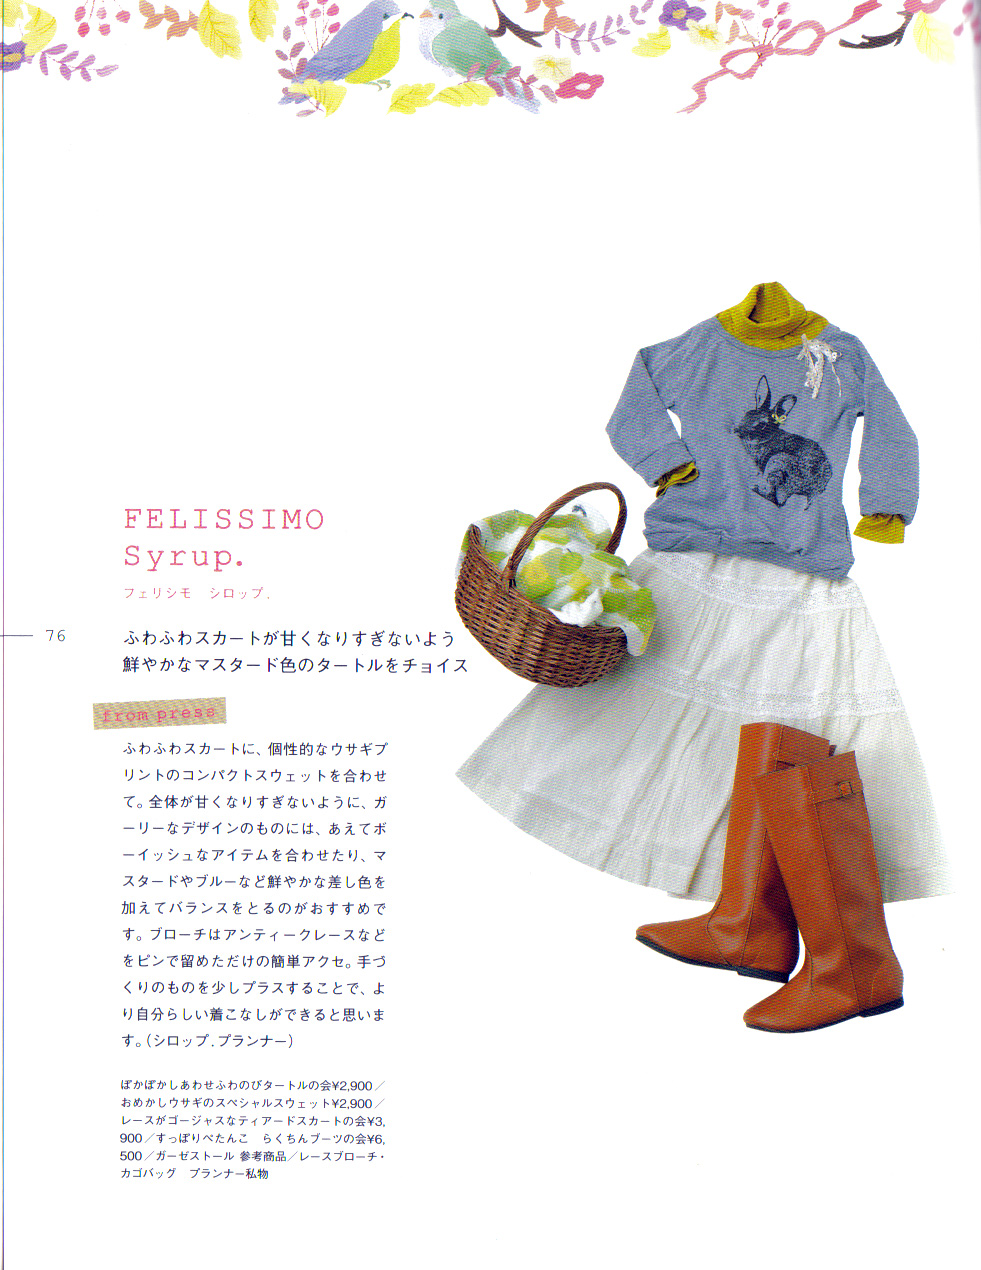 FELISSIMO
Syrup.
フェリシモ　シロップ.
76
ふわふわスカートが甘くなりすぎないよう
鮮やかなマスタード色のタートルをチョイス
from press
ふわふわスカートに、個性的なウサギプ
リントのコンパクトスウェットを合わせ
て。全体が甘くなりすぎないように、ガ
ーリーなデザインのものには、あえてボ
ーイッシュなアイテムを合わせたり、マ
スタードやブルーなど鮮やかな差し色を
加えてバランスをとるのがおすすめで
す。ブローチはアンティークレースなど
をピンで留めただけの簡単アクセ。手づ
くりのものを少しプラスすることで、よ
り自分らしい着こなしができると思いま
す。（シロップ.プランナー）
ぽかぽかしあわせふわのびタートルの会¥2,900／
おめかしウサギのスペシャルスウェット¥2,900／
レースがゴージャスなティアードスカートの会¥3,
900／すっぽりぺたんこ　らくちんブーツの会¥6,
500／ガーゼストール 参考商品／レースブローチ・
カゴバッグ　プランナー私物